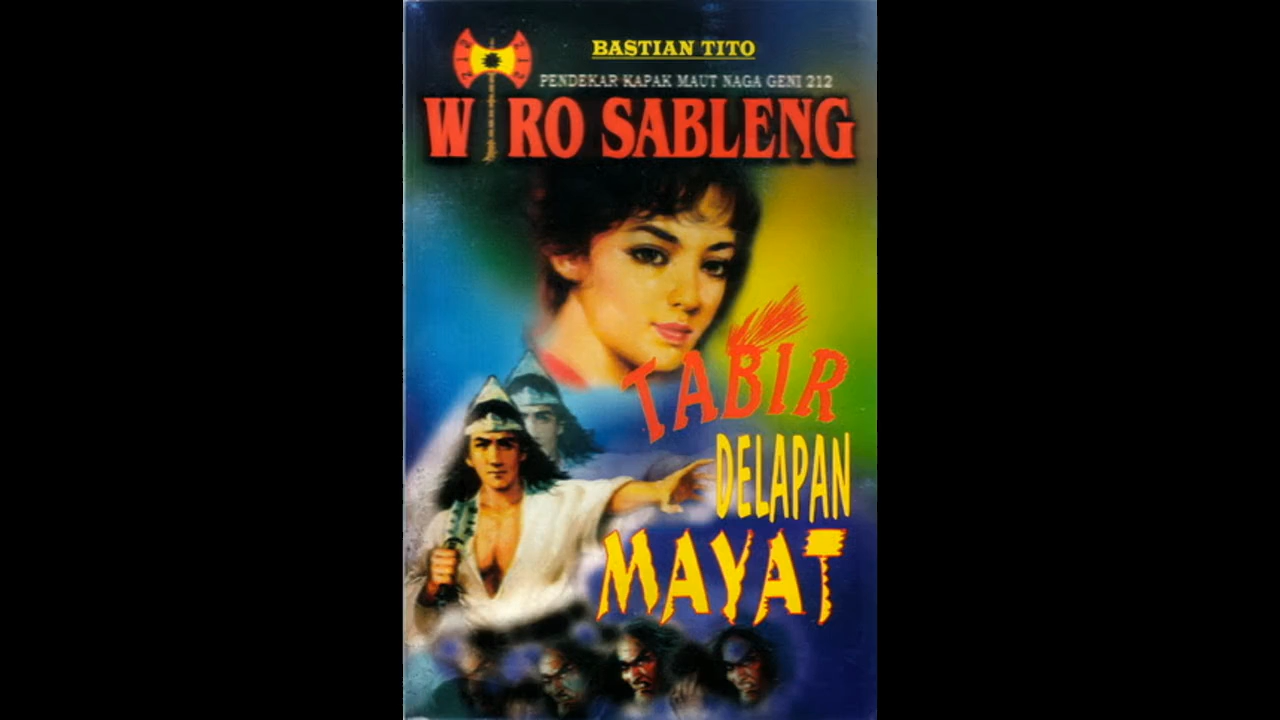 BASTIAN TITO
PENDEKAR KAPAK MAUT NAGA GENI 212
WIRO SABLENG
TABIR
DELAPAN
MAYAT